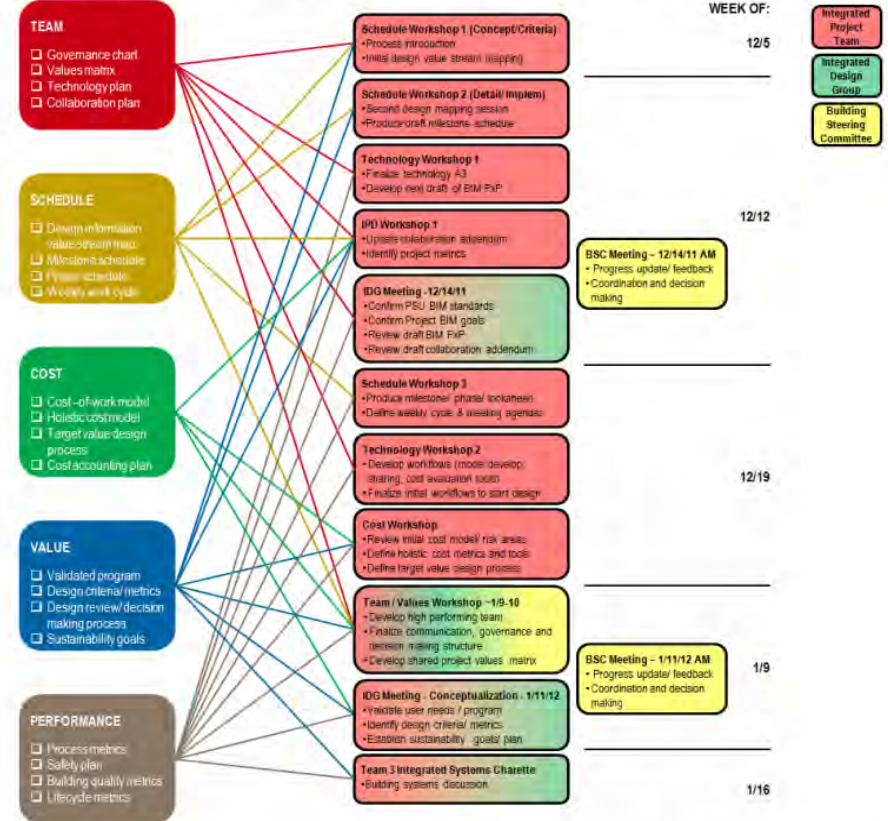 TEAM
Governance chart
Values matrix
Technology plan
Collaboration plan
SCHEDULE
Design information
value stream map
Milestone schedule
Phase schedule
Weekly work cycle
COST
Cost-of-work model
Holistic cost model
Target value design
process
Cost accounting plan
VALUE
Validated program
Design criteria/ metrics
Design review/ decision
making process
Sustainability goals
PERFORMANCE
Process metrics
Safety plan
Building quality metrics
Lifecycle metrics
Schedule Workshop 1 (Concept/Criteria)
•Process introduction
•Initial design value stream mapping
Schedule Workshop 2 (Detail/ Implem)
•Second design mapping session
•Produce draft milestone schedule
Technology Workshop 1
•Finalize technology A3
•Develop next draft of BIM PxP
IPD Workshop 1
•Update collaboration addendum
•Identify project metrics
IDG Meeting -12/14/11
•Confirm PSU BIM standards
•Confirm Project BIM goals
•Review draft BIM PxP
•Review draft collaboration addendum
Schedule Workshop 3
•Produce milestone/ phase/ lookahead
•Define weekly cycle & meeting agendas
Technology Workshop 2
•Develop workflows (model develop,
sharing, cost evaluation tools)
•Finalize initial workflows to start design
Cost Workshop
•Review initial cost model/ risk areas
•Define holistic cost metrics and tools
•Define target value design process
Team / Values Workshop ~1/9-10
•Develop high performing team
•Finalize communication, governance and
decision making structure
•Develop shared project values matrix
IDG Meeting - Conceptualization - 1/11/12
•Validate user needs / program
•Identify design criteria/ metrics
•Establish sustainability goals/ plan
Team 3 Integrated Systems Charette
•Building systems discussion
BSC Meeting – 12/14/11 AM
• Progress update/ feedback
•Coordination and decision
making
BSC Meeting – 1/11/12 AM
• Progress update/ feedback
•Coordination and decision
making
WEEK OF:
12/5
12/12
12/19
1/9
1/16
Integrated
Project
Team
Integrated
Design
Group
Building
Steering
Committee